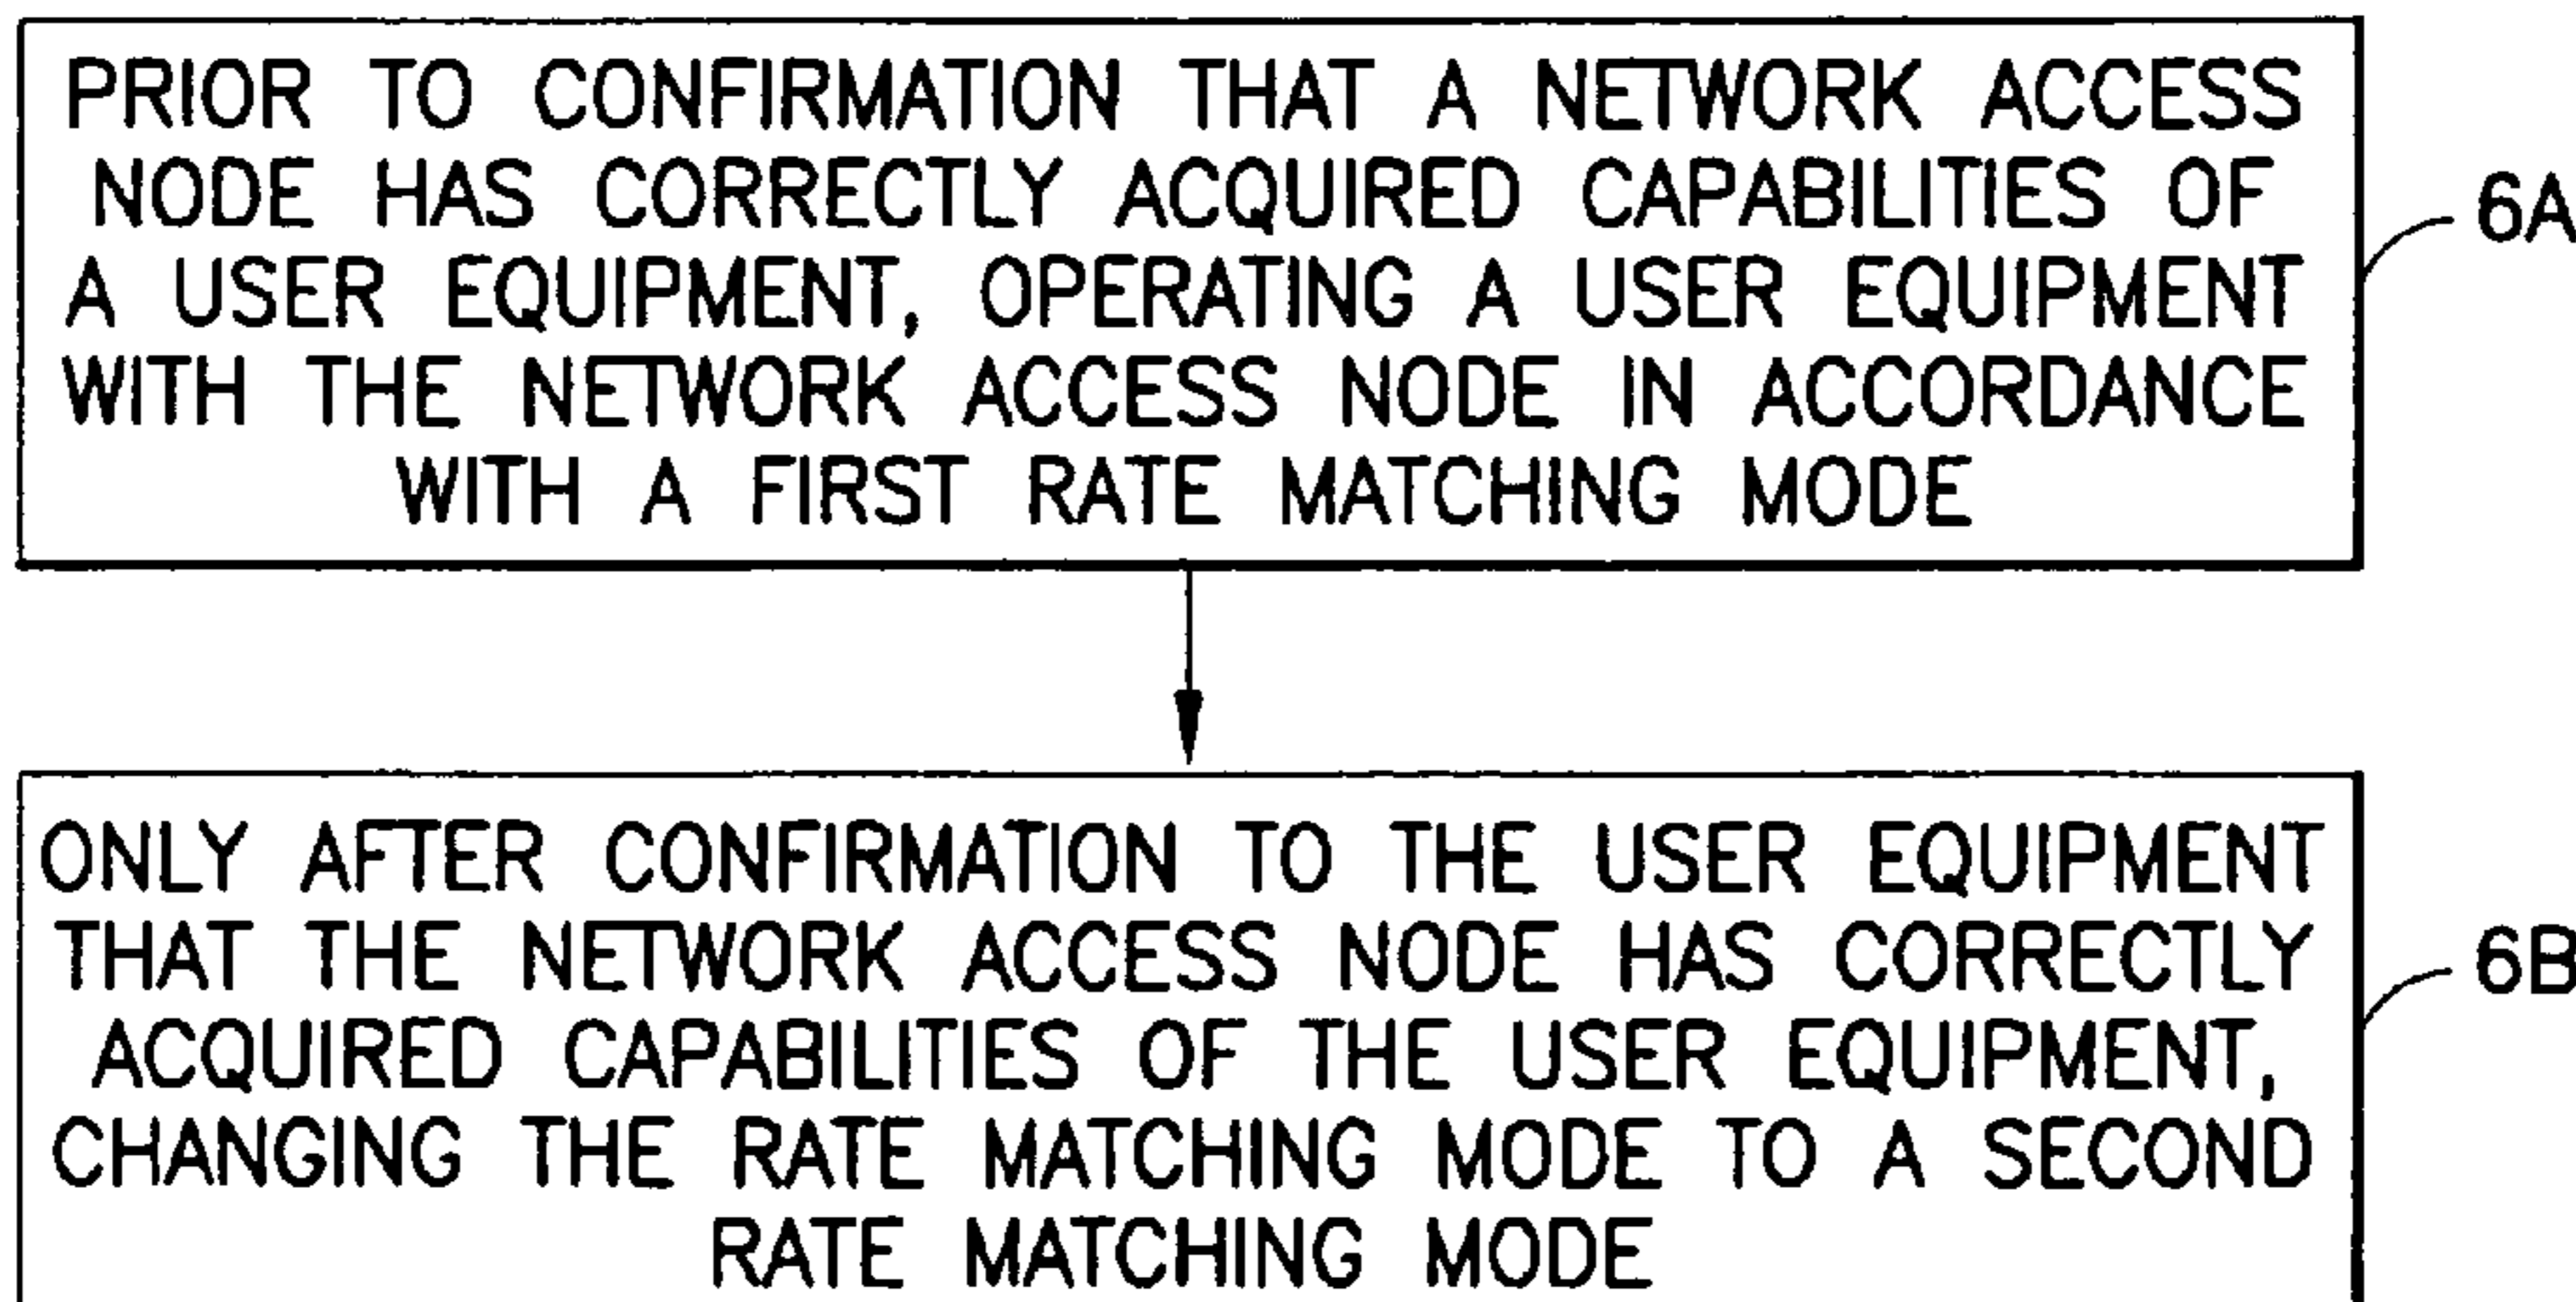 PRIOR TO CONFIRMATION THAT A NETWORK ACCESS
NODE HAS CORRECTLY ACQUIRED CAPABILITIES OF
A USER EQUIPMENT, OPERATING A USER EQUIPMENT
WITH THE NETWORK ACCESS NODE IN ACCORDANCE
WITH A FIRST RATE MATCHING MODE
6A
ONLY AFTER CONFIRMATION TO THE USER EQUIPMENT
THAT THE NETWORK ACCESS NODE HAS CORRECTLY
ACQUIRED CAPABILITIES OF THE USER EQUIPMENT,
CHANGING THE RATE MATCHING MODE TO A SECOND
RATE MATCHING MODE
6B